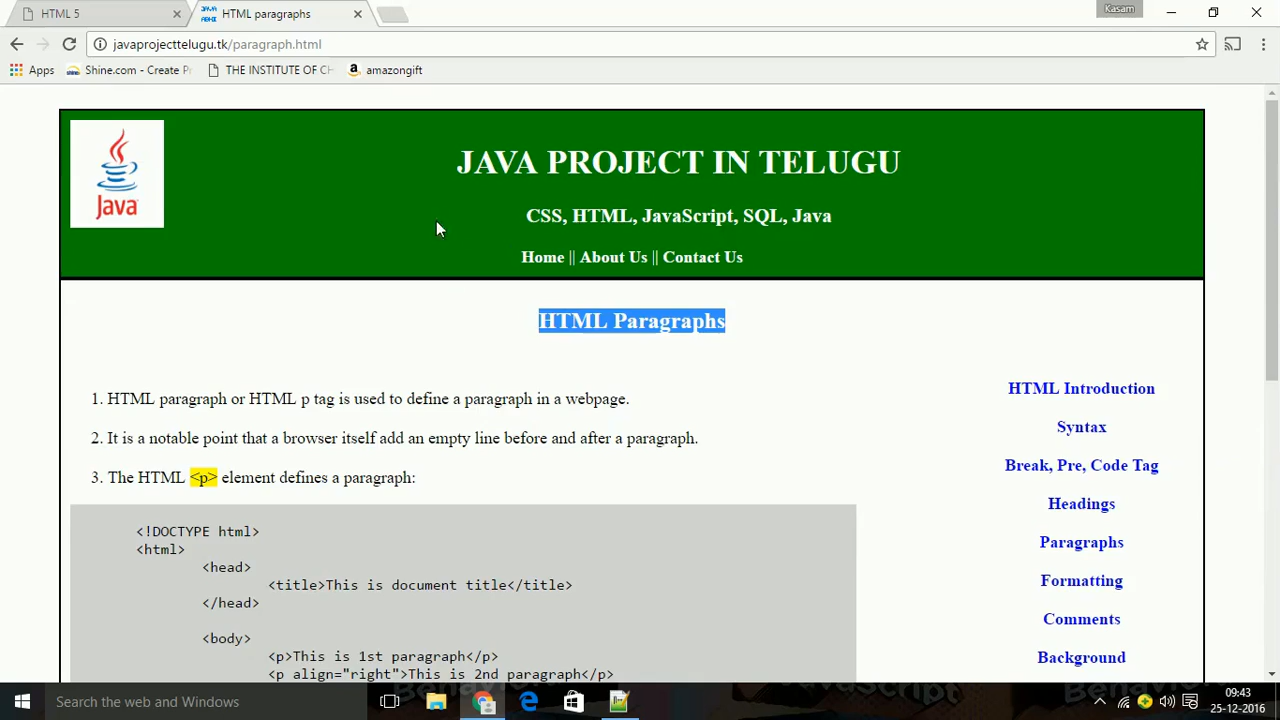 HTML 5
JAVA ABHI HTML paragraphs
Kasam
javaprojecttelugu.tk/paragraph.html
Apps Shine.com - Create Pr THE INSTITUTE OF CH amazongift
Java
JAVA PROJECT IN TELUGU
CSS, HTML, JavaScript, SQL, Java
Home || About Us || Contact Us
HTML Paragraphs
1. HTML paragraph or HTML p tag is used to define a paragraph in a webpage.
2. It is a notable point that a browser itself add an empty line before and after a paragraph.
3. The HTML <p> element defines a paragraph:
<!DOCTYPE html>
<html>
<head>
<title>This is document title</title>
</head>
<body>
<p>This is 1st paragraph</p>
<p align="right">This is 2nd paragraph</p>
HTML Introduction
Syntax
Break, Pre, Code Tag
Headings
Paragraphs
Formatting
Comments
Background
Search the web and Windows
09:43
25-12-2016